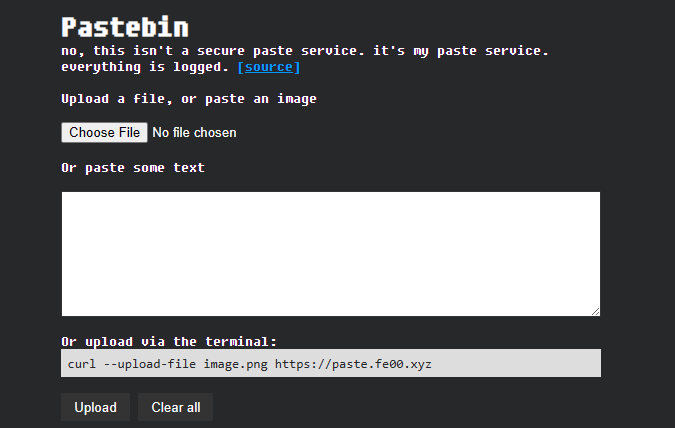 Pastebin
no, this isn't a secure paste service. it's my paste service.
everything is logged. [source]
Upload a file, or paste an image
Choose File No file chosen
Or paste some text
Or upload via the terminal:
curl --upload-file image.png https://paste.fe00.xyz
Upload Clear all